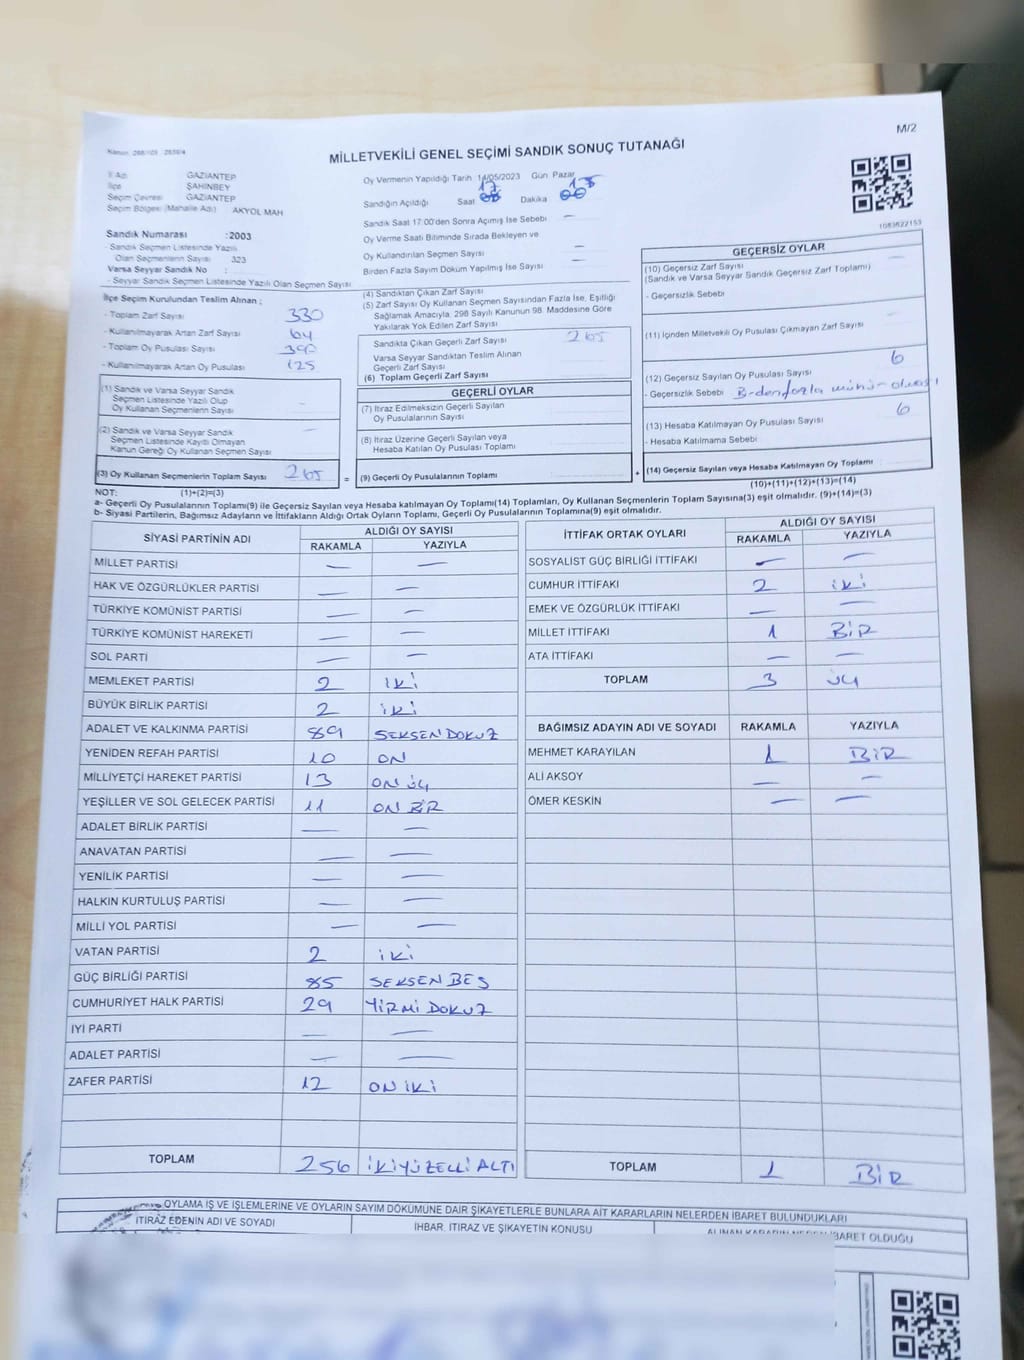 M/2
MİLLETVEKİLİ GENEL SEÇİMİ SANDIK SONUÇ TUTANAĞI
İl Adı GAZİANTEP
İlçe ŞAHİNBEY
Seçim Çevresi GAZİANTEP
Seçim Bölgesi (Mahalle Adı) AKYOL MAH
Sandık Numarası :2003
- Sandık Seçmen Listesinde Yazılı
Olan Seçmen Sayısı 323
Varsa Seyyar Sandık No :
- Seyyar Sandık Seçmen Listesinde Yazılı Olan Seçmen Sayısı
Oy Vermenin Yapıldığı Tarih 14/05/2023 Gün Pazar
Sandığın Açıldığı Saat 17 Dakika
Sandık Saat 17:00'den Sonra Açımış İse Sebebi —
Oy Verme Saati Bitiminde Sırada Bekleyen ve
Oy Kullandırılan Seçmen Sayısı —
Birden Fazla Sayım Döküm Yapılmış İse Sayısı —
1083622153
İlçe Seçim Kurulundan Teslim Alınan ;
- Toplam Zarf Sayısı 330
- Kullanılmayarak Artan Zarf Sayısı 64
- Toplam Oy Pusulası Sayısı 390
- Kullanılmayarak Artan Oy Pusulası 125
(1) Sandık ve Varsa Seyyar Sandık
Seçmen Listesinde Yazılı Olup
Oy Kullanan Seçmenlerin Sayısı —
(2) Sandık ve Varsa Seyyar Sandık
Seçmen Listesinde Kayıtlı Olmayan
Kanun Gereği Oy Kullanan Seçmen Sayısı —
(3) Oy Kullanan Seçmenlerin Toplam Sayısı 265
(4) Sandıktan Çıkan Zarf Sayısı
(5) Zarf Sayısı Oy Kullanan Seçmen Sayısından Fazla İse, Eşitliği
Sağlamak Amacıyla, 298 Sayılı Kanunun 98. Maddesine Göre
Yakılarak Yok Edilen Zarf Sayısı
Sandıkta Çıkan Geçerli Zarf Sayısı 265
Varsa Seyyar Sandıktan Teslim Alınan
Geçerli Zarf Sayısı
(6) Toplam Geçerli Zarf Sayısı
GEÇERLİ OYLAR
(7) İtiraz Edilmeksizin Geçerli Sayılan
Oy Pusulalarının Sayısı
(8) İtiraz Üzerine Geçerli Sayılan veya
Hesaba Katılan Oy Pusulası Toplamı
= (9) Geçerli Oy Pusulalarının Toplamı
GEÇERSİZ OYLAR
(10) Geçersiz Zarf Sayısı —
(Sandık ve Varsa Seyyar Sandık Geçersiz Zarf Toplamı)
- Geçersizlik Sebebi
(11) İçinden Milletvekili Oy Pusulası Çıkmayan Zarf Sayısı —
(12) Geçersiz Sayılan Oy Pusulası Sayısı 6
- Geçersizlik Sebebi
(13) Hesaba Katılmayan Oy Pusulası Sayısı 6
- Hesaba Katılmama Sebebi
+ (14) Geçersiz Sayılan veya Hesaba Katılmayan Oy Toplamı :
NOT: (1)+(2)=(3) (10)+(11)+(12)+(13)=(14)
a- Geçerli Oy Pusulalarının Toplamı(9) ile Geçersiz Sayılan veya Hesaba katılmayan Oy Toplamı(14) Toplamları, Oy Kullanan Seçmenlerin Toplam Sayısına(3) eşit olmalıdır. (9)+(14)=(3)
b- Siyasi Partilerin, Bağımsız Adayların ve İttifakların Aldığı Ortak Oyların Toplamı, Geçerli Oy Pusulalarının Toplamına(9) eşit olmalıdır.
SİYASİ PARTİNİN ADI ALDIĞI OY SAYISI
RAKAMLA YAZIYLA
MİLLET PARTİSİ — —
HAK VE ÖZGÜRLÜKLER PARTİSİ — —
TÜRKİYE KOMÜNİST PARTİSİ — —
TÜRKİYE KOMÜNİST HAREKETİ — —
SOL PARTİ — —
MEMLEKET PARTİSİ 2 İKİ
BÜYÜK BİRLİK PARTİSİ 2 İKİ
ADALET VE KALKINMA PARTİSİ 89 SEKSEN DOKUZ
YENİDEN REFAH PARTİSİ 10 ON
MİLLİYETÇİ HAREKET PARTİSİ 13 ON ÜÇ
YEŞİLLER VE SOL GELECEK PARTİSİ 11 ON BİR
ADALET BİRLİK PARTİSİ — —
ANAVATAN PARTİSİ — —
YENİLİK PARTİSİ — —
HALKIN KURTULUŞ PARTİSİ — —
MİLLİ YOL PARTİSİ — —
VATAN PARTİSİ 2 İKİ
GÜÇ BİRLİĞİ PARTİSİ 85 SEKSEN BEŞ
CUMHURİYET HALK PARTİSİ 29 YİRMİ DOKUZ
İYİ PARTİ — —
ADALET PARTİSİ — —
ZAFER PARTİSİ 12 ON İKİ
TOPLAM 256 İKİYÜZELLİ ALTI
İTTİFAK ORTAK OYLARI ALDIĞI OY SAYISI
RAKAMLA YAZIYLA
SOSYALİST GÜÇ BİRLİĞİ İTTİFAKI — —
CUMHUR İTTİFAKI 2 İKİ
EMEK VE ÖZGÜRLÜK İTTİFAKI — —
MİLLET İTTİFAKI 1 BİR
ATA İTTİFAKI — —
TOPLAM 3 ÜÇ
BAĞIMSIZ ADAYIN ADI VE SOYADI RAKAMLA YAZIYLA
MEHMET KARAYILAN 1 BİR
ALİ AKSOY — —
ÖMER KESKİN — —
TOPLAM 1 BİR
OYLAMA İŞ VE İŞLEMLERİNE VE OYLARIN SAYIM DÖKÜMÜNE DAİR ŞİKAYETLERLE BUNLARA AİT KARARLARIN NELERDEN İBARET BULUNDUKLARI
İTİRAZ EDENİN ADI VE SOYADI İHBAR, İTİRAZ VE ŞİKAYETİN KONUSU ALINAN KARARIN NEDEN İBARET OLDUĞU